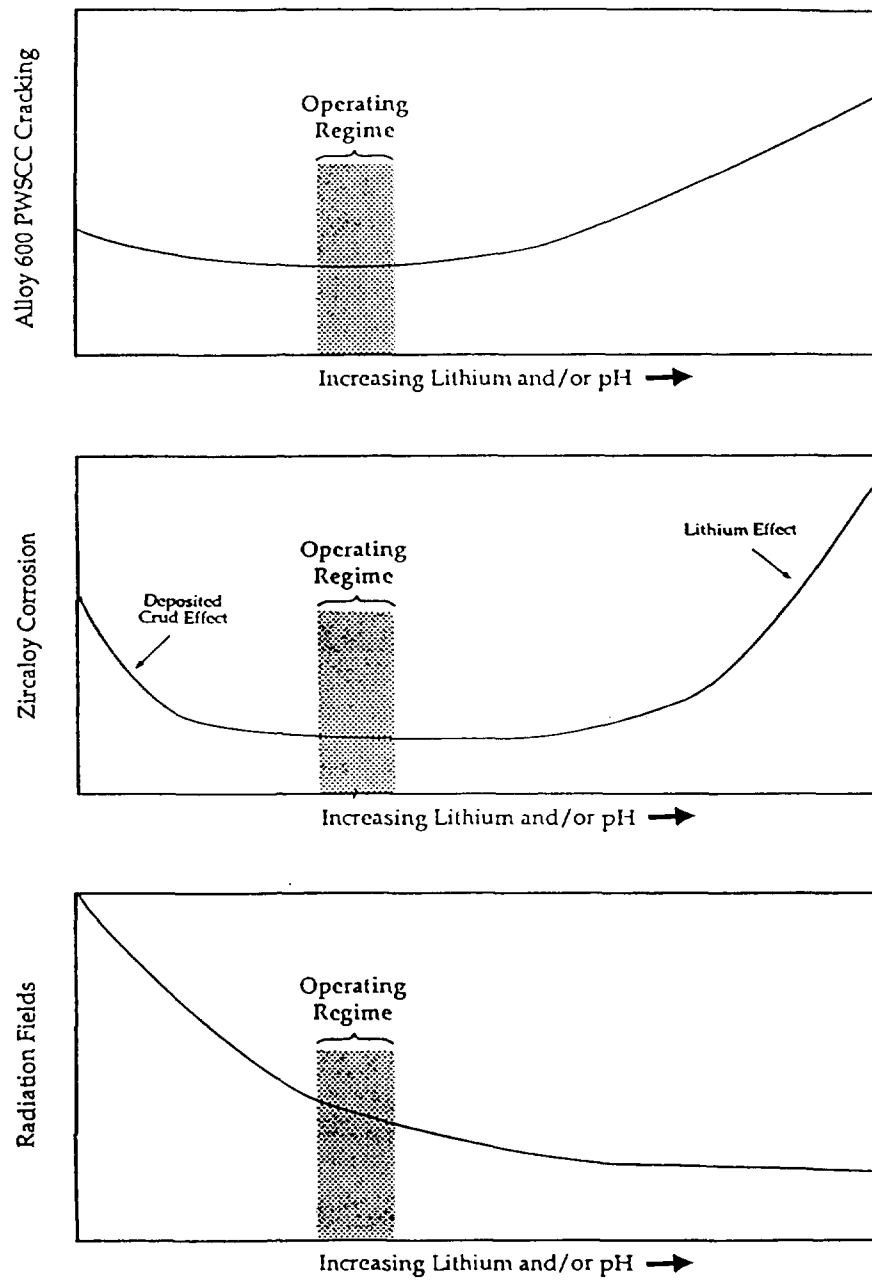 Alloy 600 PWSCC Cracking
Operating
Regime
Increasing Lithium and/or pH
Zircaloy Corrosion
Deposited
Crud Effect
Operating
Regime
Lithium Effect
Increasing Lithium and/or pH
Radiation Fields
Operating
Regime
Increasing Lithium and/or pH